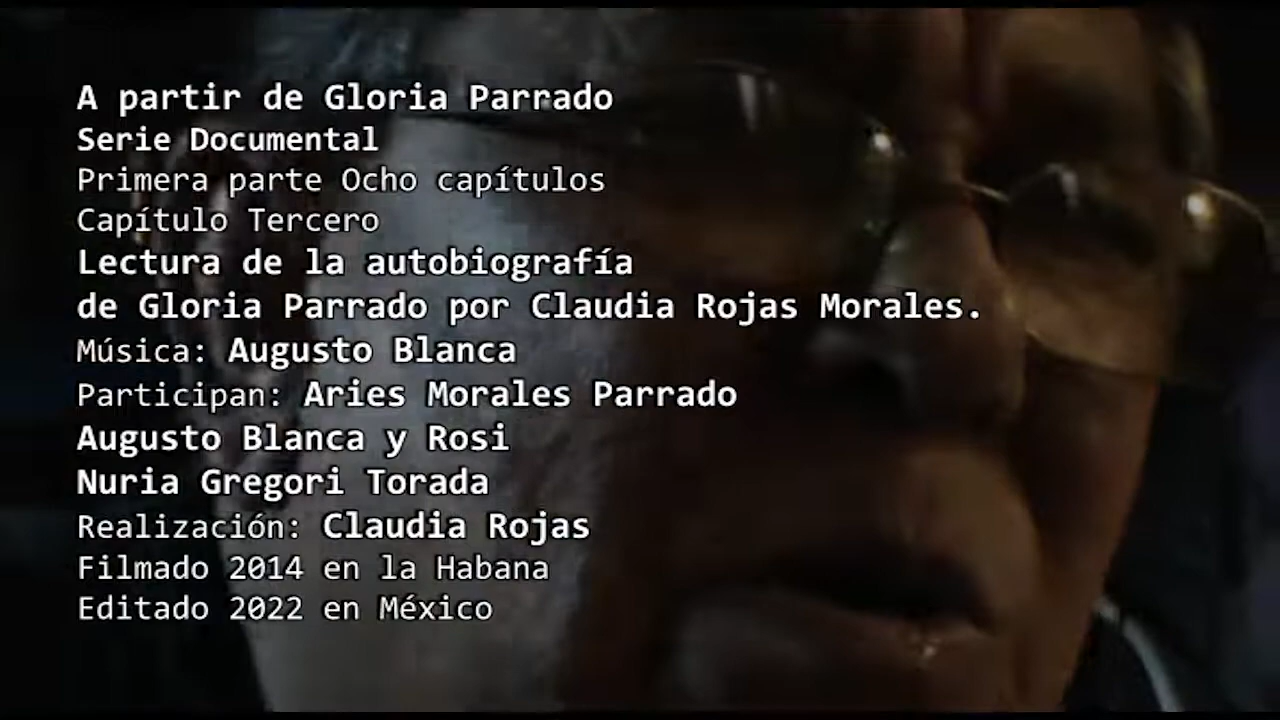 A partir de Gloria Parrado
Serie Documental
Primera parte Ocho capítulos
Capítulo Tercero
Lectura de la autobiografía
de Gloria Parrado por Claudia Rojas Morales.
Música: Augusto Blanca
Participan: Aries Morales Parrado
Augusto Blanca y Rosi
Nuria Gregori Torada
Realización: Claudia Rojas
Filmado 2014 en la Habana
Editado 2022 en México